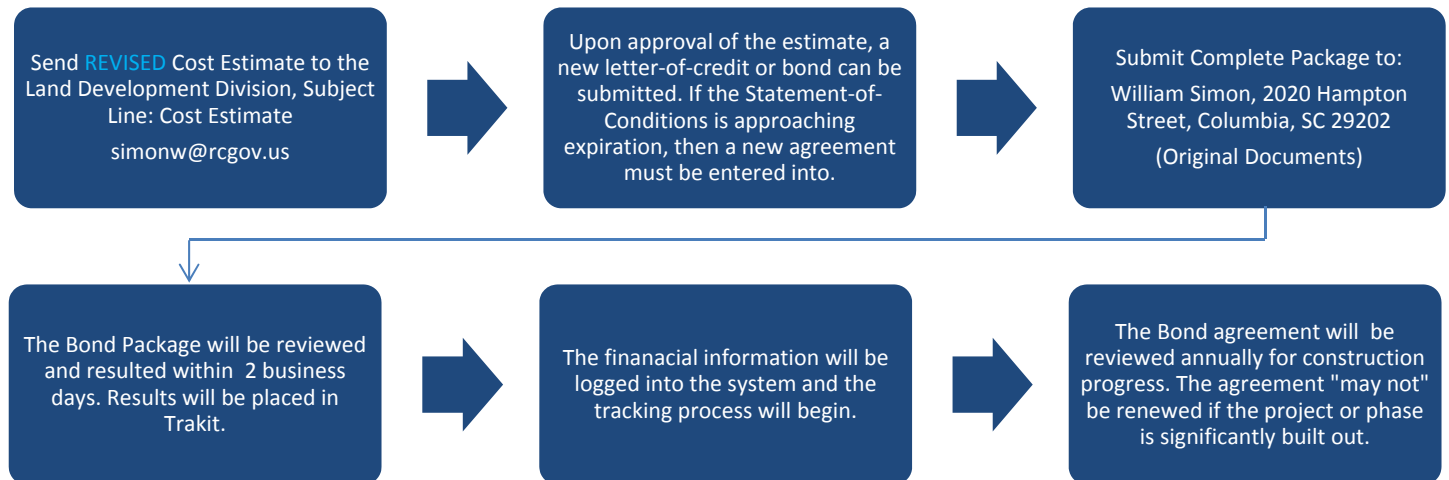 Send REVISED Cost Estimate to the
Land Development Division, Subject
Line: Cost Estimate
simonw@rcgov.us
Upon approval of the estimate, a
new letter-of-credit or bond can be
submitted. If the Statement-of-
Conditions is approaching
expiration, then a new agreement
must be entered into.
Submit Complete Package to:
William Simon, 2020 Hampton
Street, Columbia, SC 29202
(Original Documents)
The Bond Package will be reviewed
and resulted within 2 business
days. Results will be placed in
Trakit.
The finanacial information will be
logged into the system and the
tracking process will begin.
The Bond agreement will be
reviewed annually for construction
progress. The agreement "may not"
be renewed if the project or phase
is significantly built out.